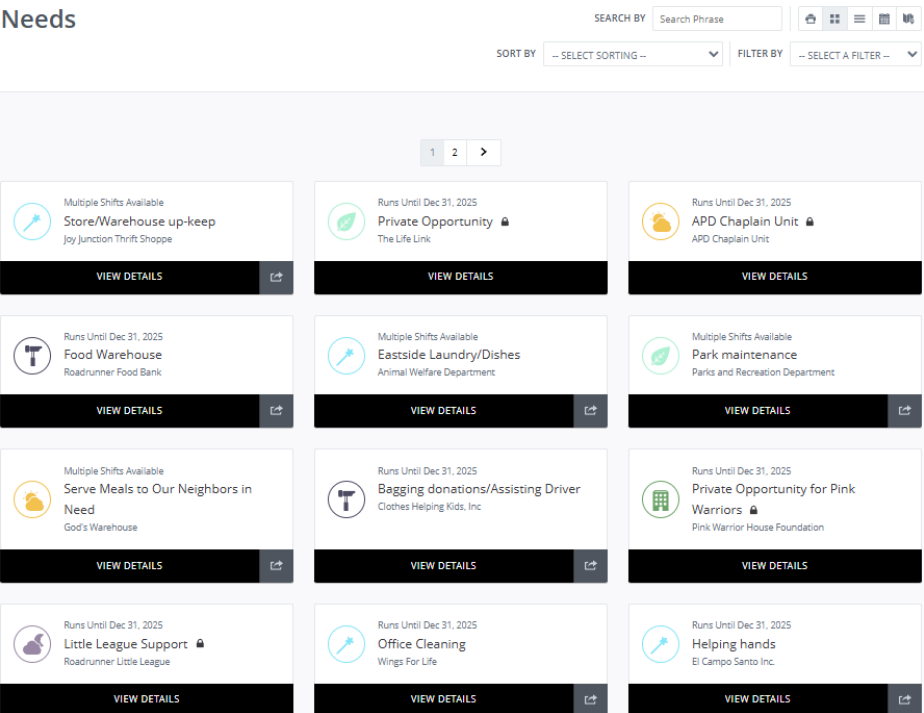 Needs
SEARCH BY Search Phrase
SORT BY -- SELECT SORTING -- FILTER BY -- SELECT A FILTER --
1 2
Multiple Shifts Available
Store/Warehouse up-keep
Joy Junction Thrift Shoppe
VIEW DETAILS
Runs Until Dec 31, 2025
Private Opportunity
The Life Link
VIEW DETAILS
Runs Until Dec 31, 2025
APD Chaplain Unit
APD Chaplain Unit
VIEW DETAILS
Runs Until Dec 31, 2025
Food Warehouse
Roadrunner Food Bank
VIEW DETAILS
Multiple Shifts Available
Eastside Laundry/Dishes
Animal Welfare Department
VIEW DETAILS
Multiple Shifts Available
Park maintenance
Parks and Recreation Department
VIEW DETAILS
Multiple Shifts Available
Serve Meals to Our Neighbors in
Need
God's Warehouse
VIEW DETAILS
Runs Until Dec 31, 2025
Bagging donations/Assisting Driver
Clothes Helping Kids, Inc
VIEW DETAILS
Runs Until Dec 31, 2025
Private Opportunity for Pink
Warriors
Pink Warrior House Foundation
VIEW DETAILS
Runs Until Dec 31, 2025
Little League Support
Roadrunner Little League
VIEW DETAILS
Runs Until Dec 31, 2025
Office Cleaning
Wings For Life
VIEW DETAILS
Runs Until Dec 31, 2025
Helping hands
El Campo Santo Inc.
VIEW DETAILS